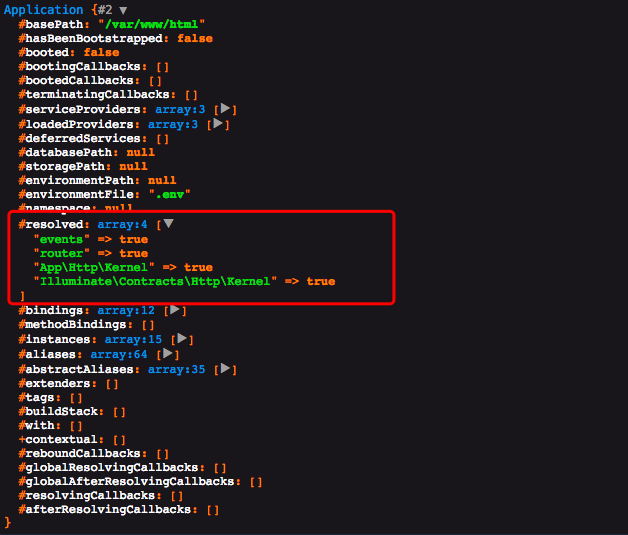 Application {#2 ▼
#basePath: "/var/www/html"
#hasBeenBootstrapped: false
#booted: false
#bootingCallbacks: []
#bootedCallbacks: []
#terminatingCallbacks: []
#serviceProviders: array:3 [▶]
#loadedProviders: array:3 [▶]
#deferredServices: []
#databasePath: null
#storagePath: null
#environmentPath: null
#environmentFile: ".env"
#namespace: null
#resolved: array:4 [▼
"events" => true
"router" => true
"App\Http\Kernel" => true
"Illuminate\Contracts\Http\Kernel" => true
]
#bindings: array:12 [▶]
#methodBindings: []
#instances: array:15 [▶]
#aliases: array:64 [▶]
#abstractAliases: array:35 [▶]
#extenders: []
#tags: []
#buildStack: []
#with: []
+contextual: []
#reboundCallbacks: []
#globalResolvingCallbacks: []
#globalAfterResolvingCallbacks: []
#resolvingCallbacks: []
#afterResolvingCallbacks: []
}